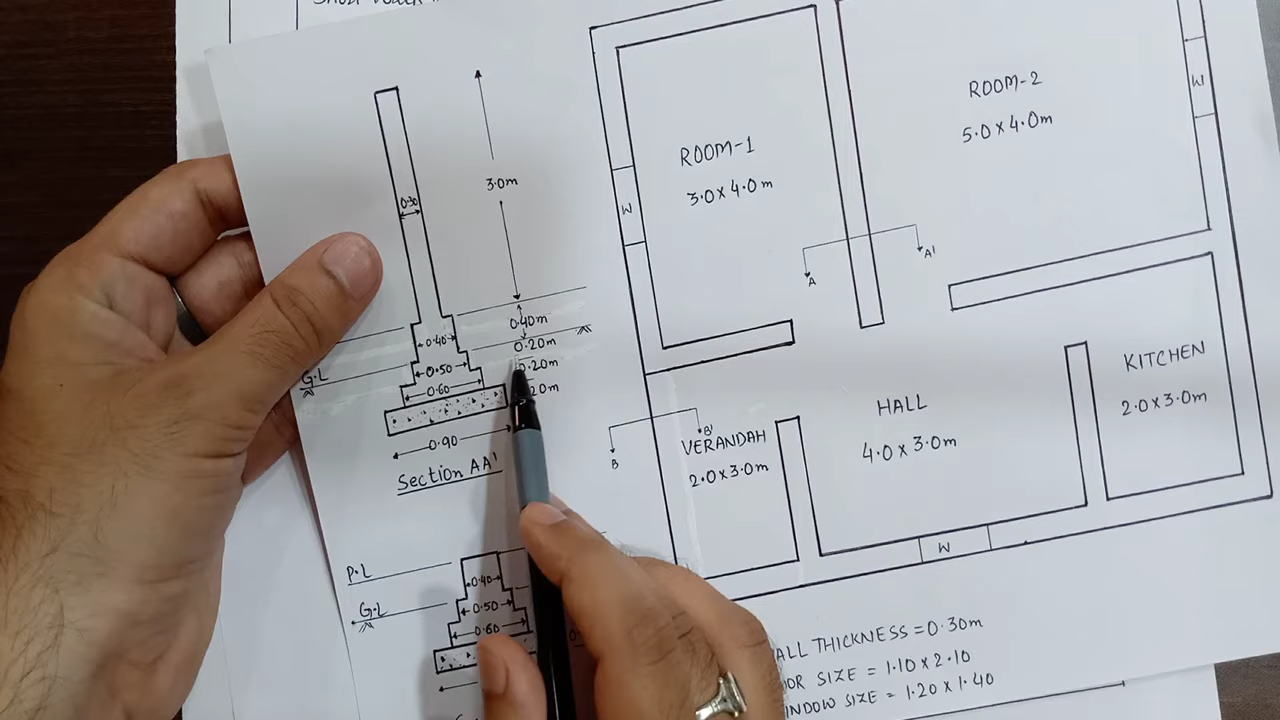 3.0m
0.30
0.40m
0.20m
0.20m
20m
0.40
0.50
0.60
G.L
0.90
Section AA'
P.L
G.L
0.40
0.50
0.60
ROOM-1
3.0 x 4.0m
ROOM-2
5.0 x 4.0m
W
W
A
A'
B
B'
VERANDAH
2.0 x 3.0m
HALL
4.0 x 3.0m
KITCHEN
2.0 x 3.0m
W
ALL THICKNESS = 0.30m
OR SIZE = 1.10 x 2.10
INDOW SIZE = 1.20 x 1.40